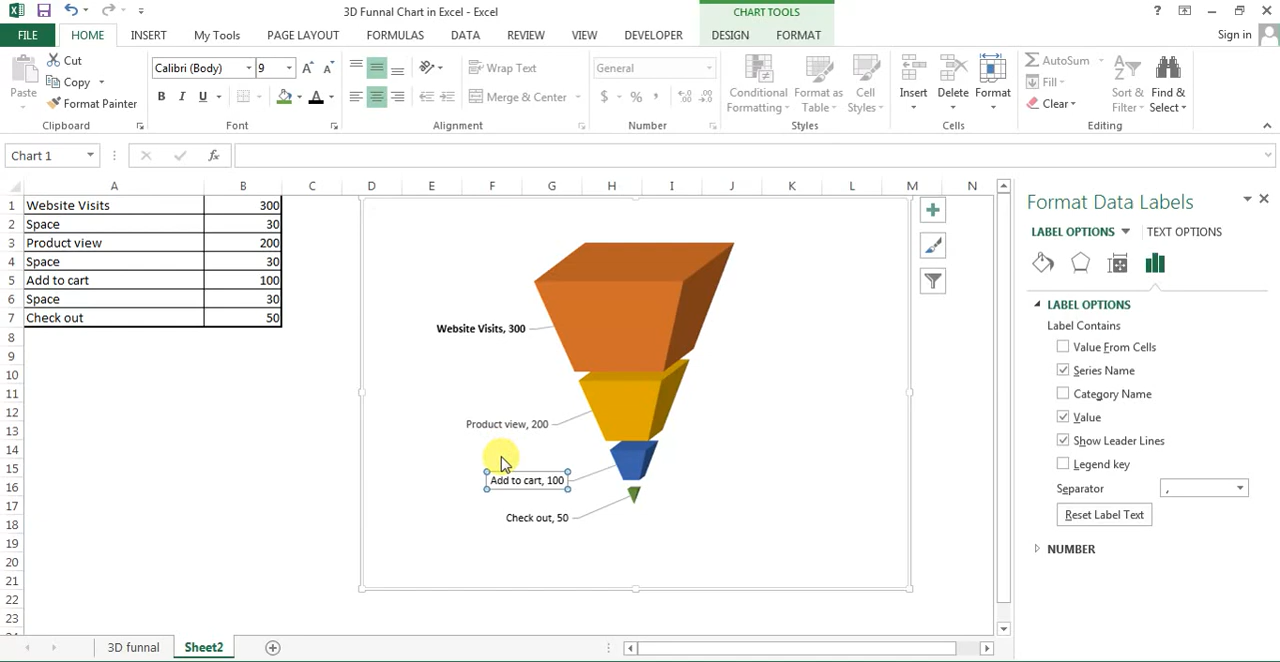 3D Funnal Chart in Excel - Excel
CHART TOOLS
?
Sign in
FILE HOME INSERT My Tools PAGE LAYOUT FORMULAS DATA REVIEW VIEW DEVELOPER DESIGN FORMAT
Paste
Cut
Copy
Format Painter
Clipboard
Calibri (Body) 9
B I U
Font
Wrap Text
Merge & Center
Alignment
General
$ % ,
Number
Conditional Formatting
Format as Table
Cell Styles
Styles
Insert Delete Format
Cells
AutoSum
Fill
Clear
Sort & Filter
Find & Select
Editing
Chart 1
fx
A B C D E F G H I J K L M N
1 Website Visits 300
2 Space 30
3 Product view 200
4 Space 30
5 Add to cart 100
6 Space 30
7 Check out 50
8
9
10
11
12
13
14
15
16
17
18
19
20
21
22
23
Website Visits, 300
Product view, 200
Add to cart, 100
Check out, 50
Format Data Labels
LABEL OPTIONS TEXT OPTIONS
LABEL OPTIONS
Label Contains
Value From Cells
Series Name
Category Name
Value
Show Leader Lines
Legend key
Separator ,
Reset Label Text
NUMBER
3D funnal Sheet2